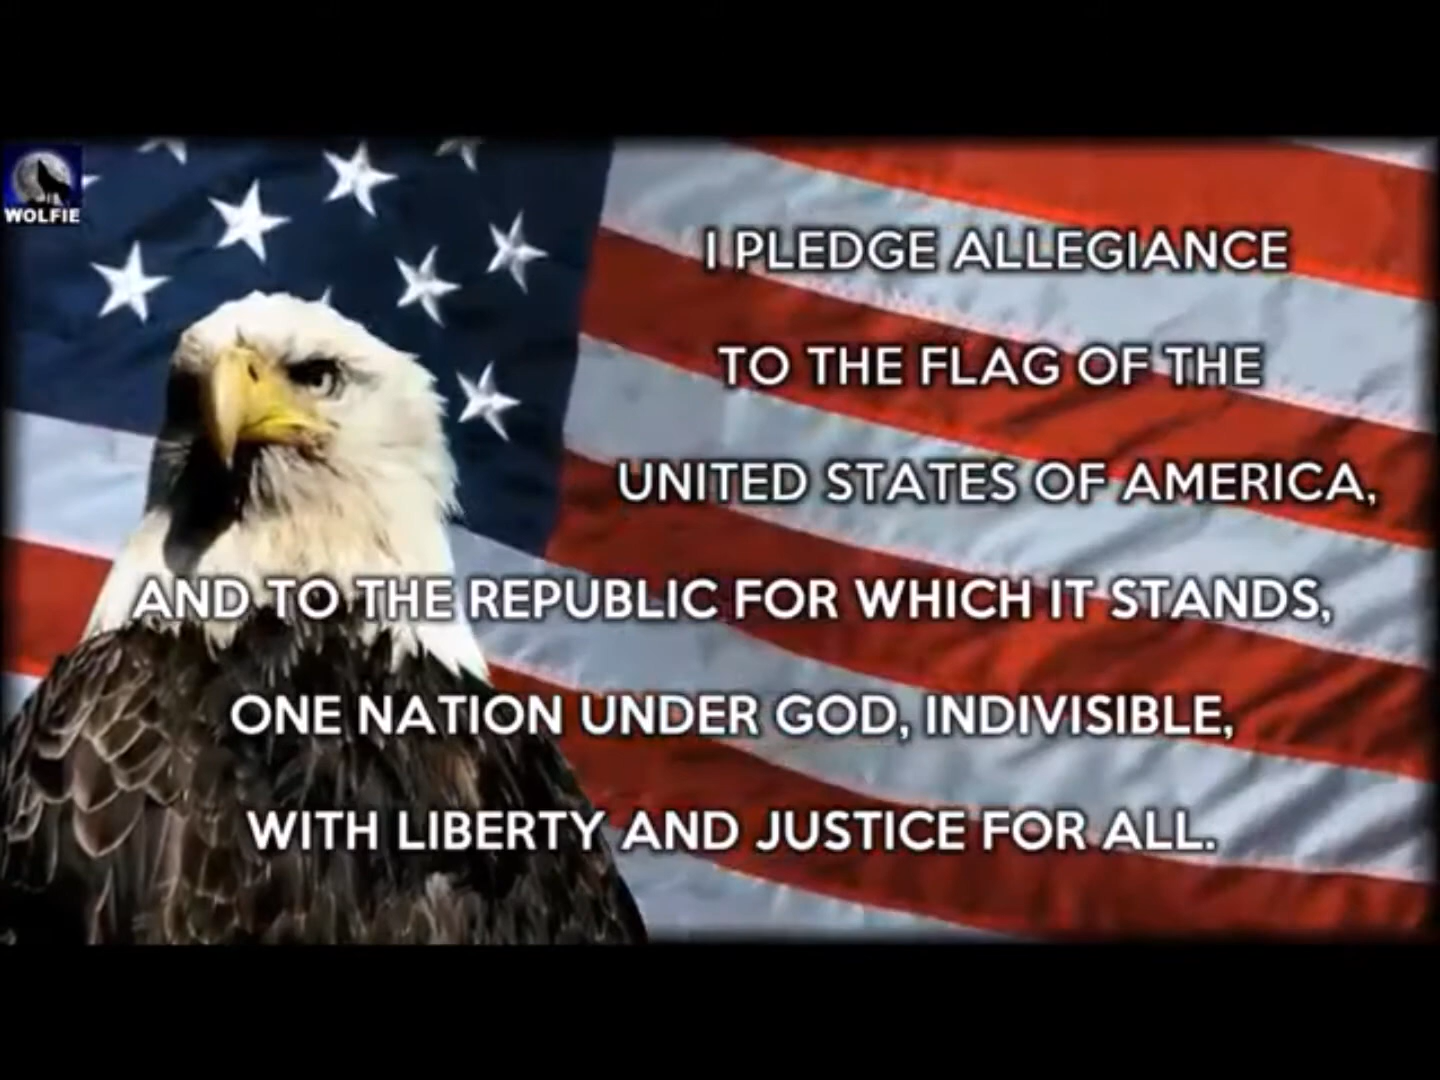 WOLFIE
I PLEDGE ALLEGIANCE
TO THE FLAG OF THE
UNITED STATES OF AMERICA,
AND TO THE REPUBLIC FOR WHICH IT STANDS,
ONE NATION UNDER GOD, INDIVISIBLE,
WITH LIBERTY AND JUSTICE FOR ALL.